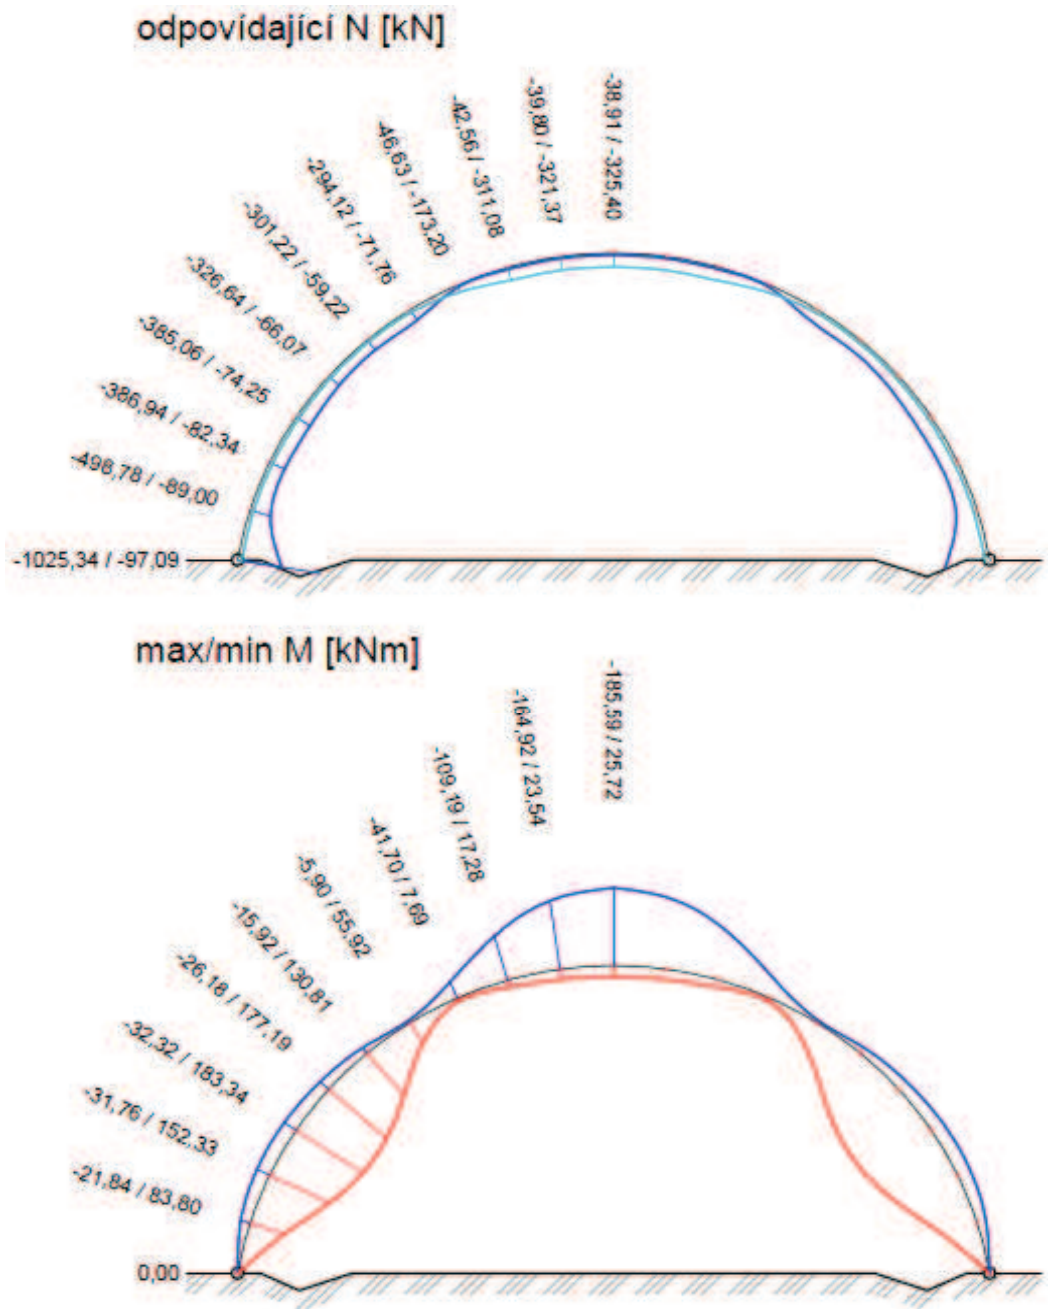 odpovídající N [kN]
-38,91 / -325,40
-39,80 / -321,37
-42,56 / -311,08
-46,63 / -173,20
-294,12 / -71,76
-301,22 / -59,22
-326,64 / -66,07
-385,06 / -74,25
-386,94 / -82,34
-498,78 / -89,00
-1025,34 / -97,09
max/min M [kNm]
-185,59 / 25,72
-164,92 / 23,54
-109,19 / 17,28
-41,70 / 7,69
-5,90 / 55,92
-15,92 / 130,81
-26,18 / 177,19
-32,32 / 183,34
-31,76 / 152,33
-21,84 / 83,80
0,00